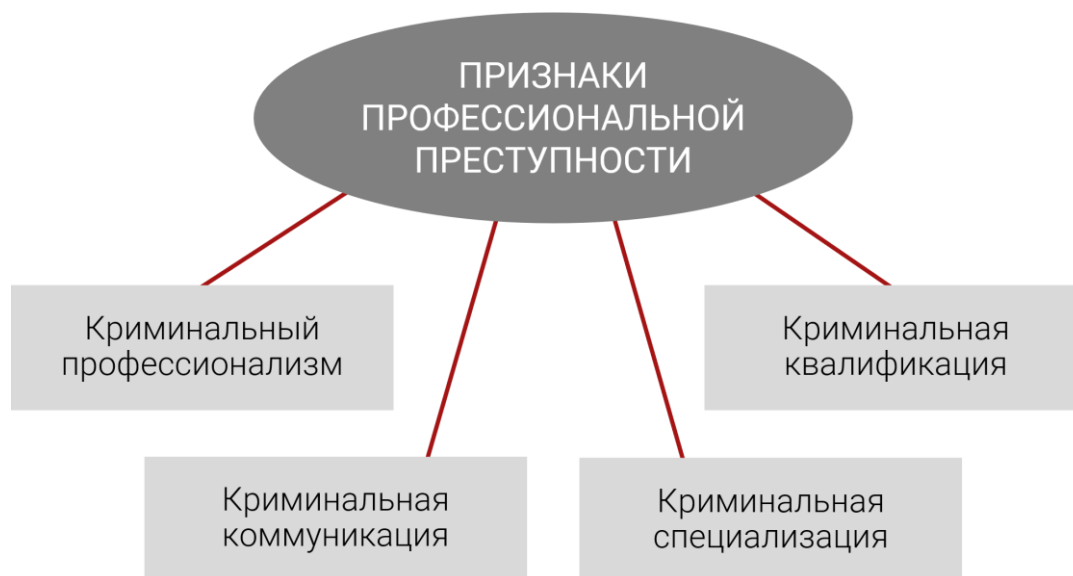 ПРИЗНАКИ
ПРОФЕССИОНАЛЬНОЙ
ПРЕСТУПНОСТИ
Криминальный
профессионализм
Криминальная
квалификация
Криминальная
коммуникация
Криминальная
специализация